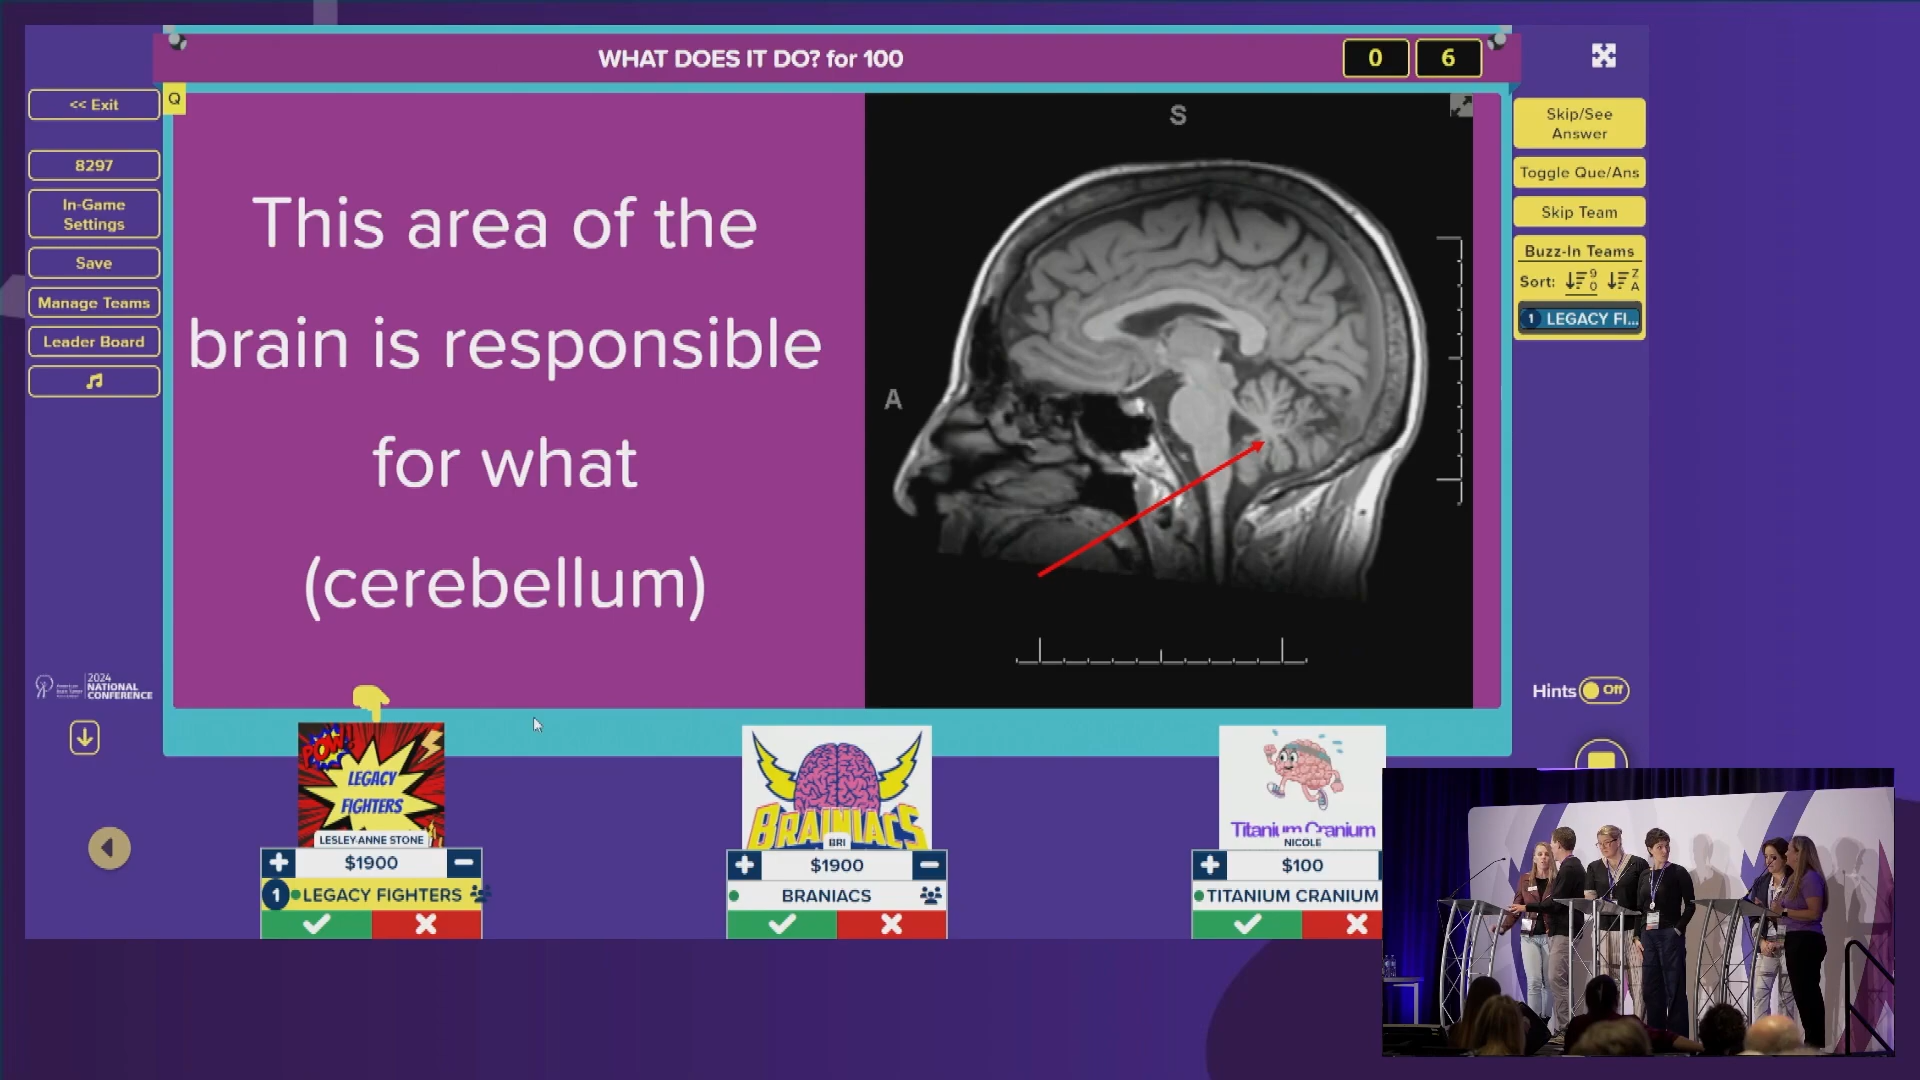 WHAT DOES IT DO? for 100
0 6
<< Exit
8297
In-Game
Settings
Save
Manage Teams
Leader Board
Q
This area of the
brain is responsible
for what
(cerebellum)
S
A
Skip/See
Answer
Toggle Que/Ans
Skip Team
Buzz-In Teams
Sort: 9 0 Z A
1 LEGACY FI...
Hints Off
2024
NATIONAL
CONFERENCE
POW
LEGACY
FIGHTERS
LESLEY-ANNE STONE
$1900
1 LEGACY FIGHTERS
BRAINIACS
BRI
$1900
BRANIACS
Titanium Cranium
NICOLE
$100
TITANIUM CRANIUM